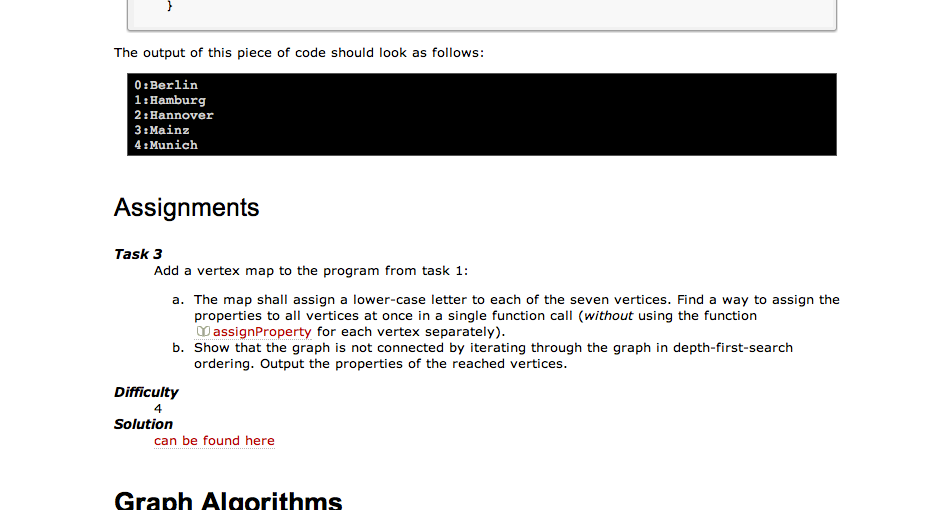 }
The output of this piece of code should look as follows:
0:Berlin
1:Hamburg
2:Hannover
3:Mainz
4:Munich
Assignments
Task 3
Add a vertex map to the program from task 1:
a. The map shall assign a lower-case letter to each of the seven vertices. Find a way to assign the
properties to all vertices at once in a single function call (without using the function
assignProperty for each vertex separately).
b. Show that the graph is not connected by iterating through the graph in depth-first-search
ordering. Output the properties of the reached vertices.
Difficulty
4
Solution
can be found here
Graph Algorithms